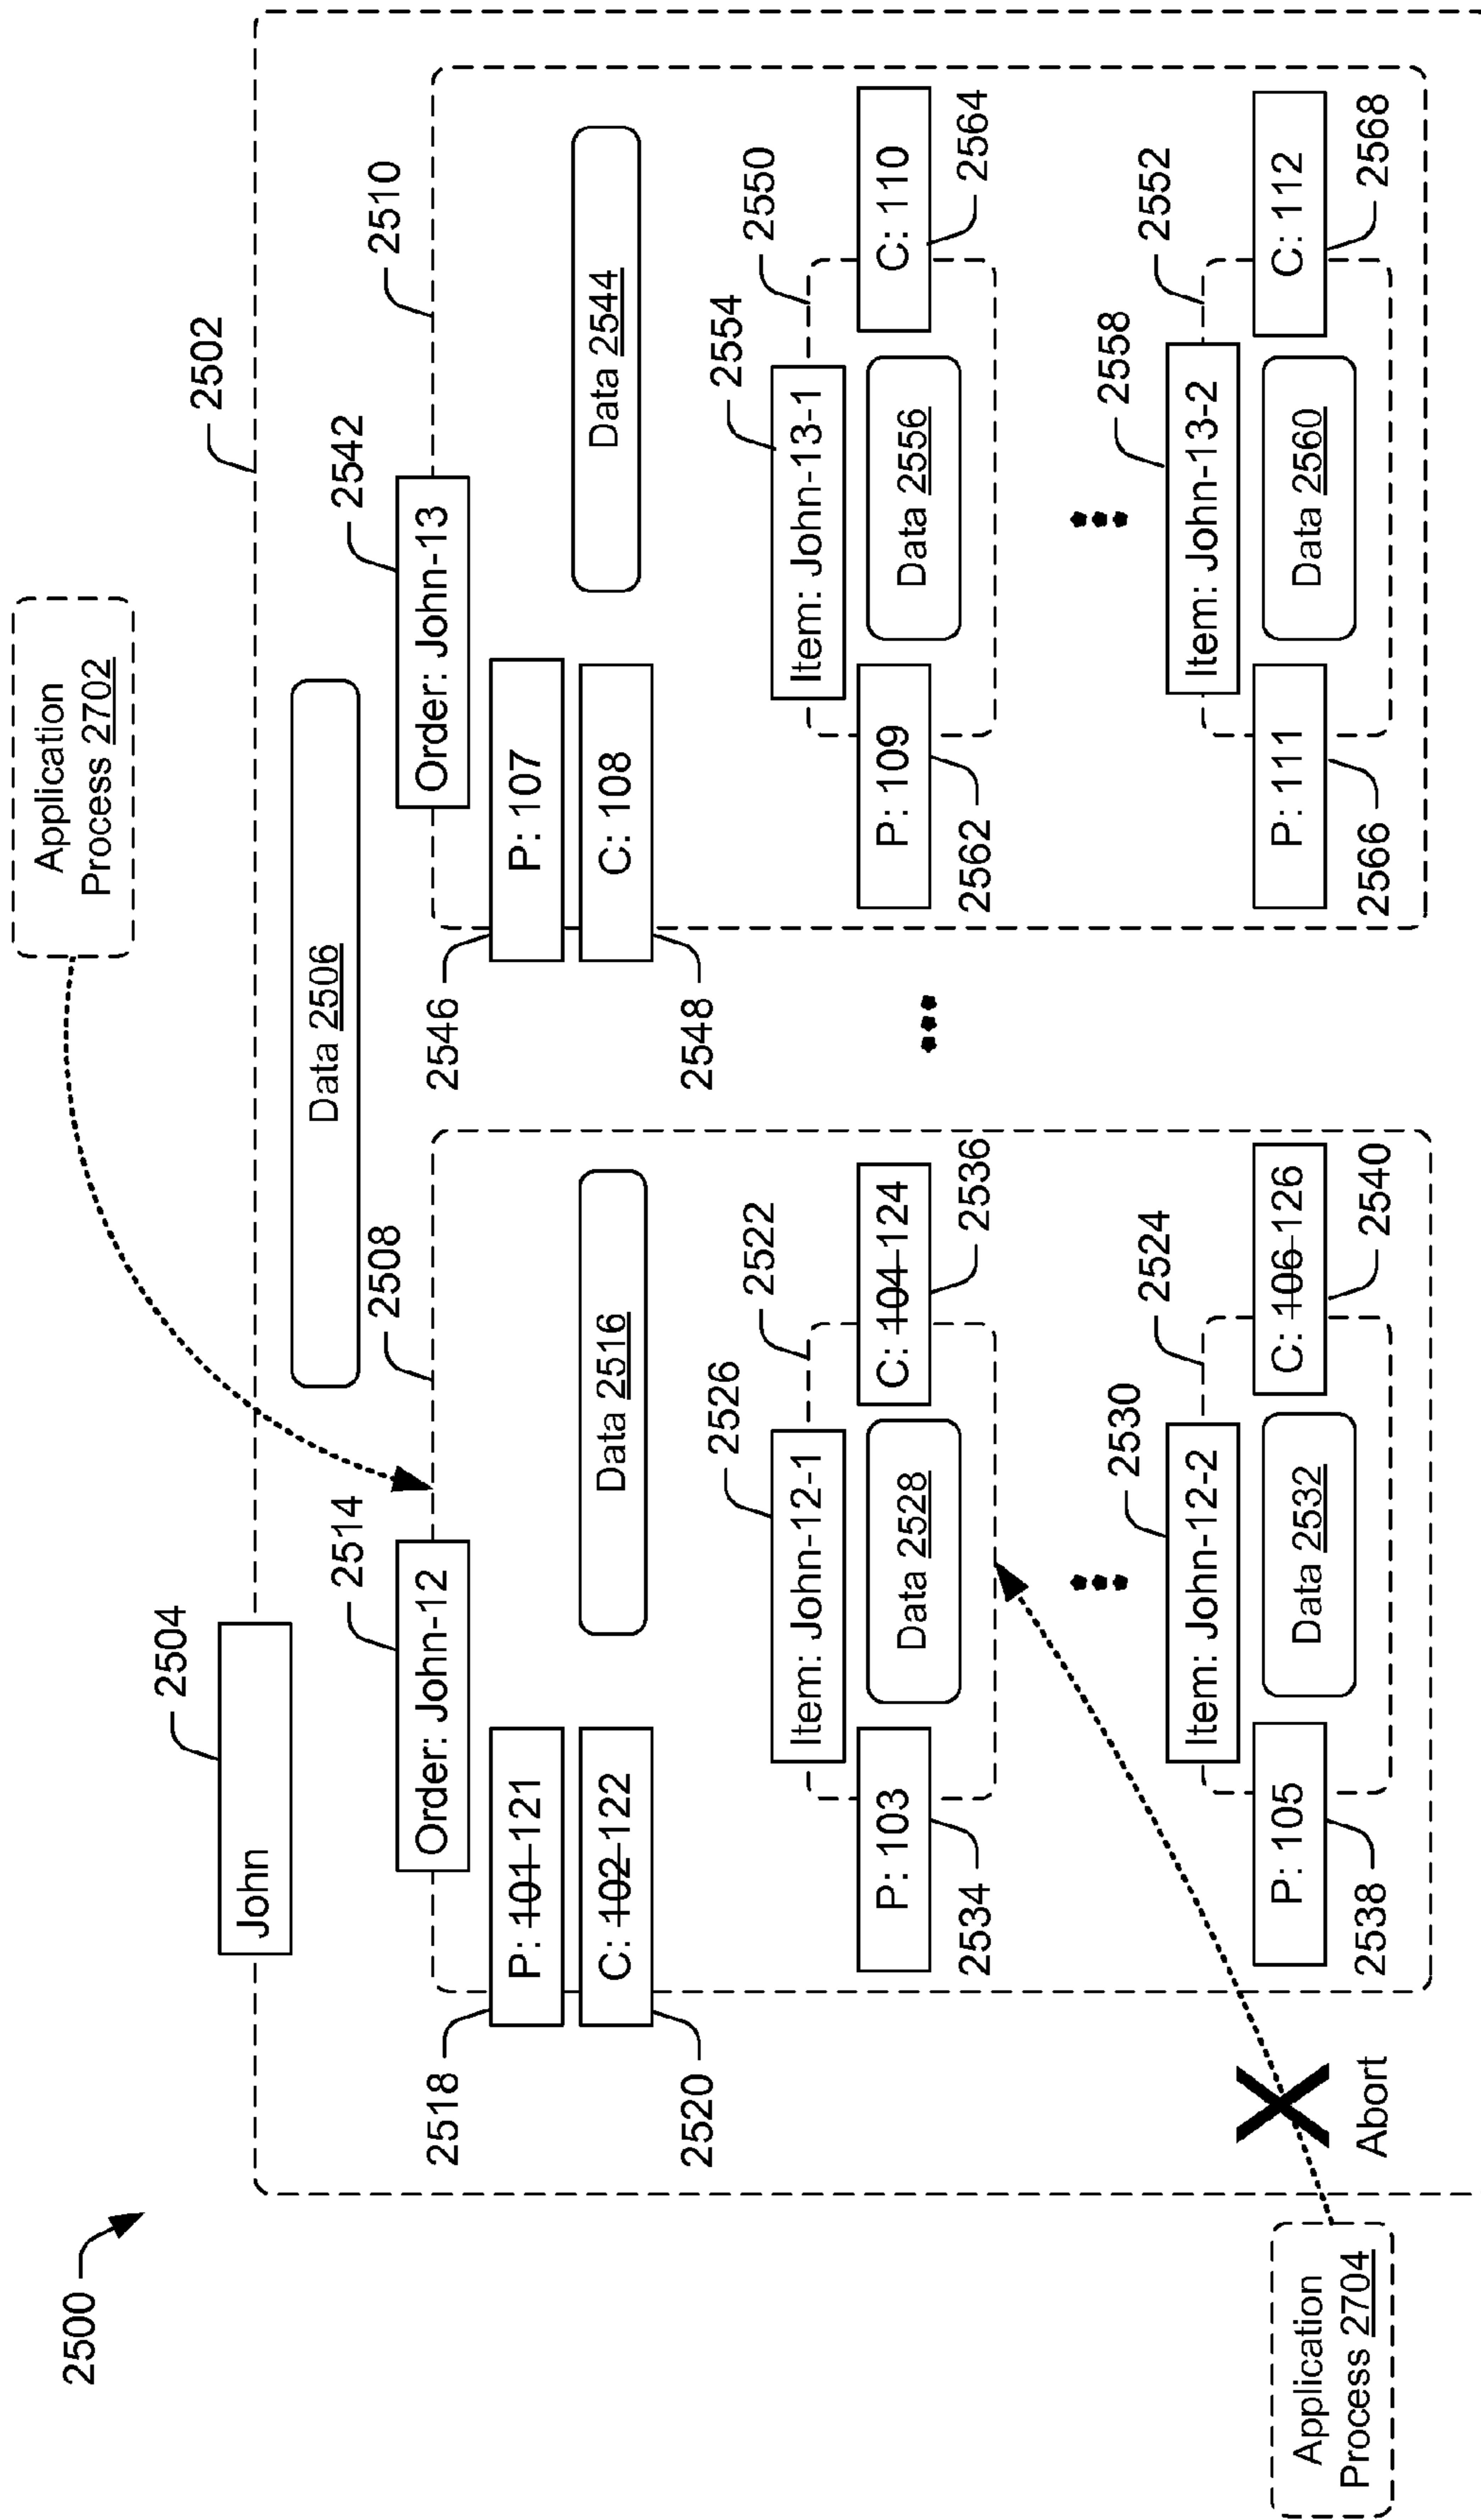 2500
Application
Process 2702
2502
2504
John
Data 2506
2508
2510
2514
Order: John-12
2542
Order: John-13
2518
P: 101 121
2546
P: 107
C: 102 122
2520
C: 108
2548
Data 2516
Data 2544
2526
2522
Item: John-12-1
2554
2550
Item: John-13-1
P: 103
Data 2528
C: 104 124
2534
2536
P: 109
Data 2556
C: 110
2562
2564
2530
2524
Item: John-12-2
2558
2552
Item: John-13-2
P: 105
Data 2532
C: 106 126
2538
2540
P: 111
Data 2560
C: 112
2566
2568
Abort
Application
Process 2704